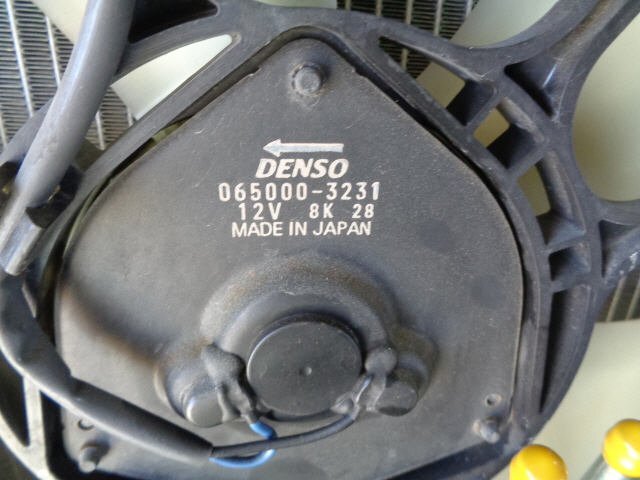 DENSO
065000-3231
12V 8K 28
MADE IN JAPAN